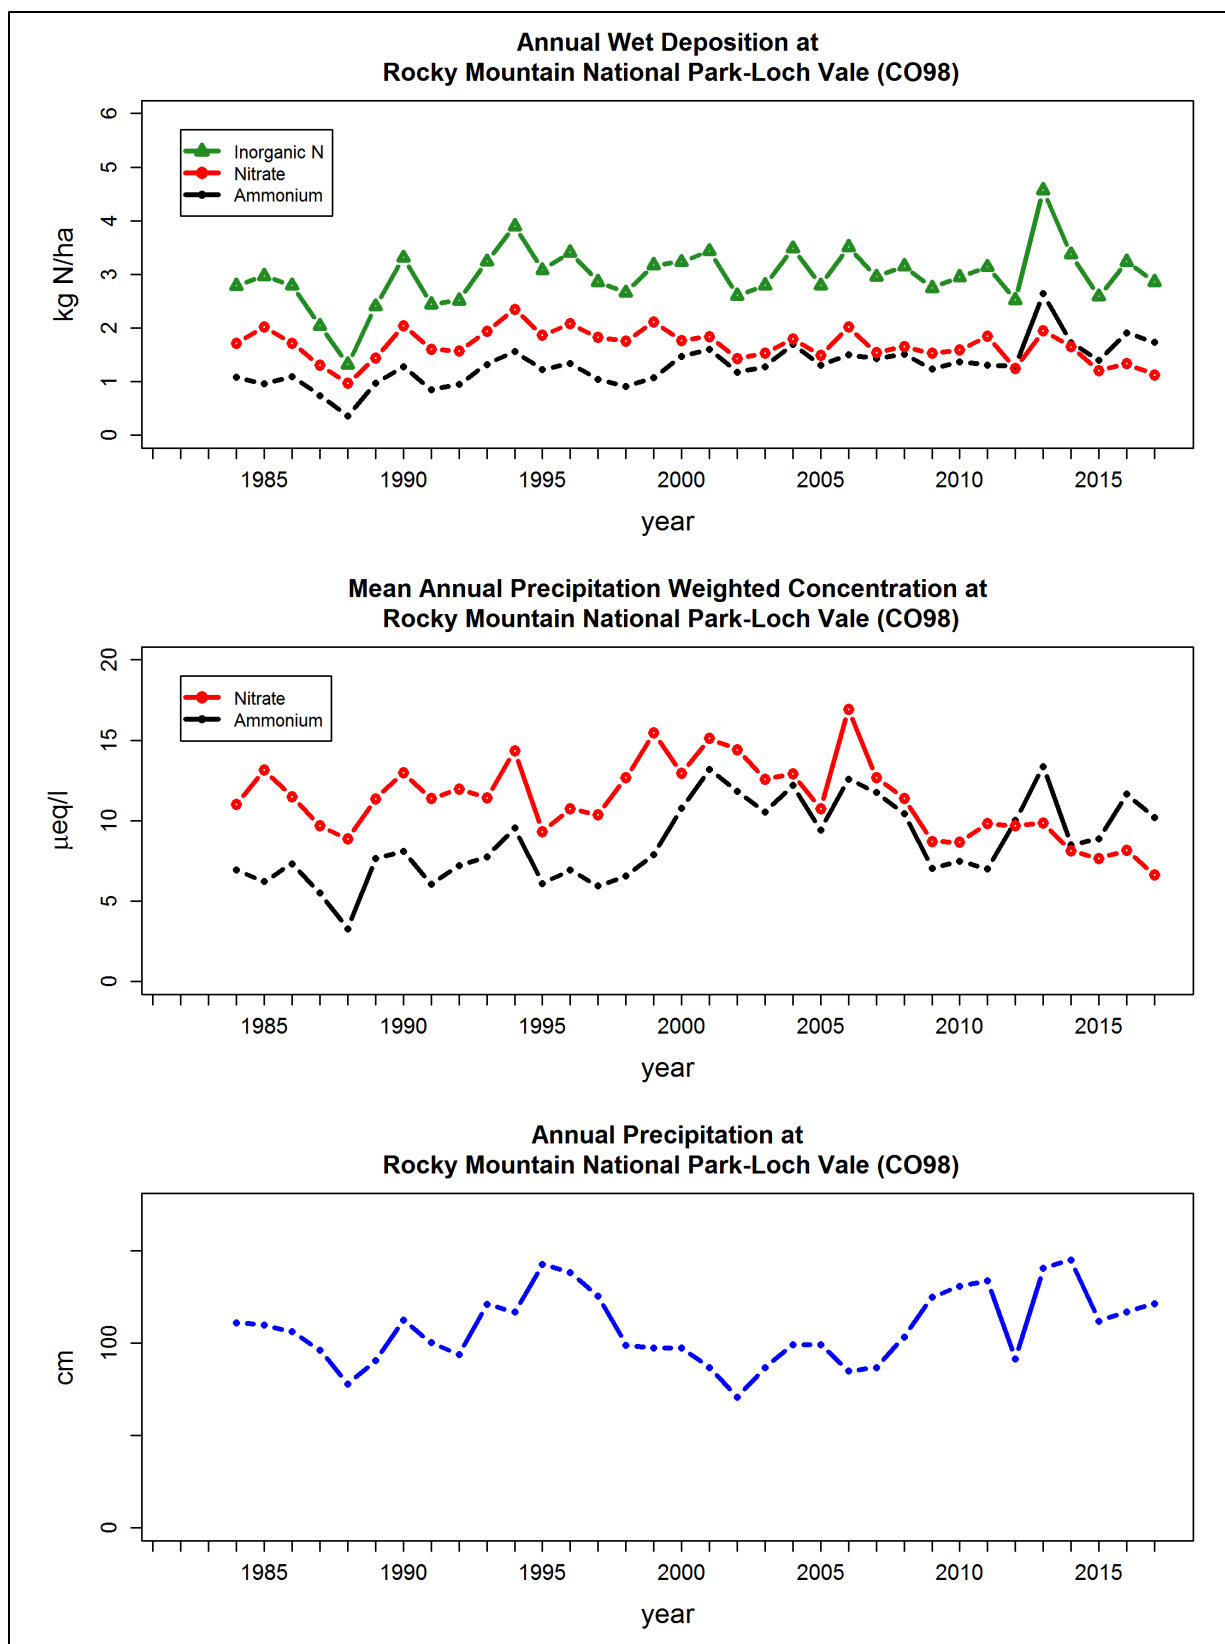 Annual Wet Deposition at
Rocky Mountain National Park-Loch Vale (CO98)
6
5
4
3
2
1
0
kg N/ha
Inorganic N
Nitrate
Ammonium
1985 1990 1995 2000 2005 2010 2015
year
Mean Annual Precipitation Weighted Concentration at
Rocky Mountain National Park-Loch Vale (CO98)
20
15
10
5
0
µeq/l
Nitrate
Ammonium
1985 1990 1995 2000 2005 2010 2015
year
Annual Precipitation at
Rocky Mountain National Park-Loch Vale (CO98)
100
0
cm
1985 1990 1995 2000 2005 2010 2015
year